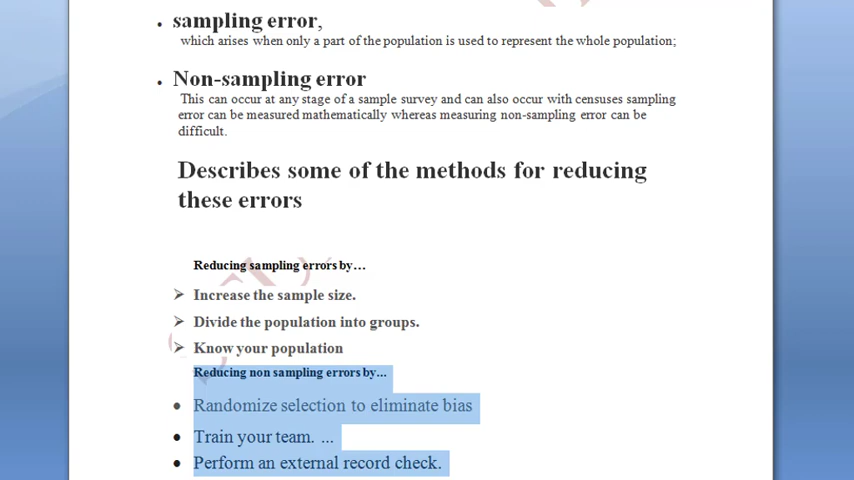 • sampling error,
which arises when only a part of the population is used to represent the whole population;
• Non-sampling error
This can occur at any stage of a sample survey and can also occur with censuses sampling
error can be measured mathematically whereas measuring non-sampling error can be
difficult.
Describes some of the methods for reducing
these errors
Reducing sampling errors by…
➢ Increase the sample size.
➢ Divide the population into groups.
➢ Know your population
Reducing non sampling errors by...
• Randomize selection to eliminate bias
• Train your team. ...
• Perform an external record check.